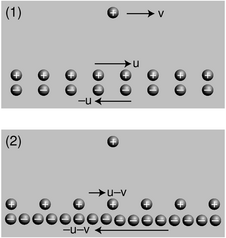 (1)
+ v
u
+ + + + + + + +
− − − − − − − −
–u
(2)
+
u–v
+ + + + + + +
− − − − − − − − − − − − − − − −
–u–v